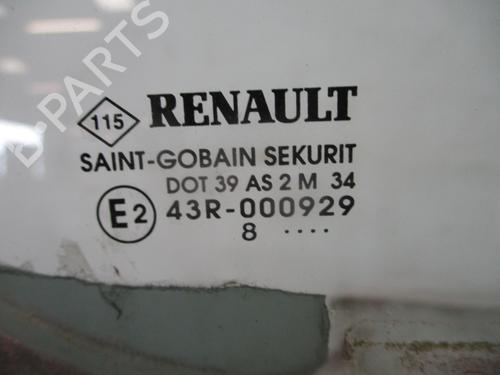 B-PARTS
115 RENAULT
SAINT-GOBAIN SEKURIT
DOT 39 AS 2 M 34
E2 43R-000929
8 ....